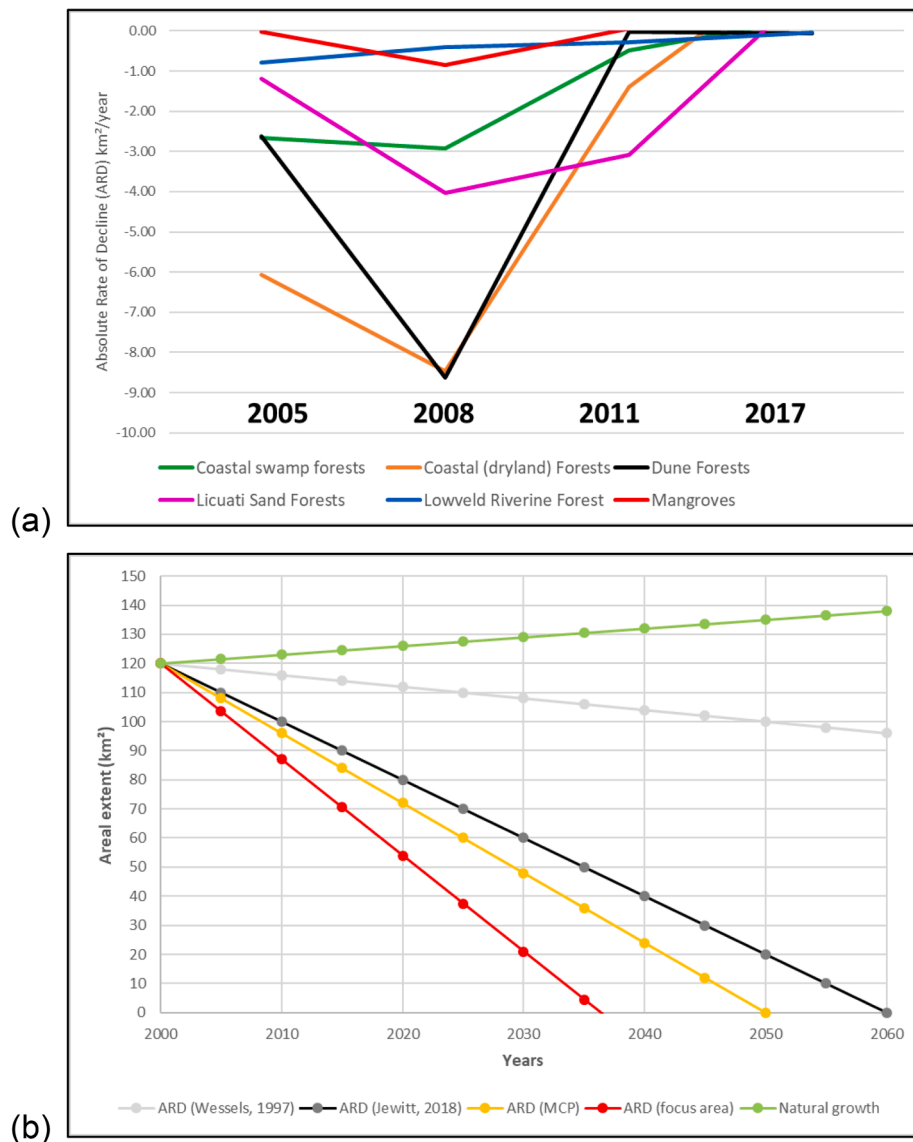 0.00
-1.00
-2.00
-3.00
-4.00
-5.00
-6.00
-7.00
-8.00
-9.00
-10.00
Absolute Rate of Decline (ARD) km²/year
2005 2008 2011 2017
Coastal swamp forests Coastal (dryland) Forests Dune Forests
Licuati Sand Forests Lowveld Riverine Forest Mangroves
(a)
150
140
130
120
110
100
90
80
70
60
50
40
30
20
10
0
Areal extent (km²)
2000 2010 2020 2030 2040 2050 2060
Years
ARD (Wessels, 1997) ARD (Jewitt, 2018) ARD (MCP) ARD (focus area) Natural growth
(b)